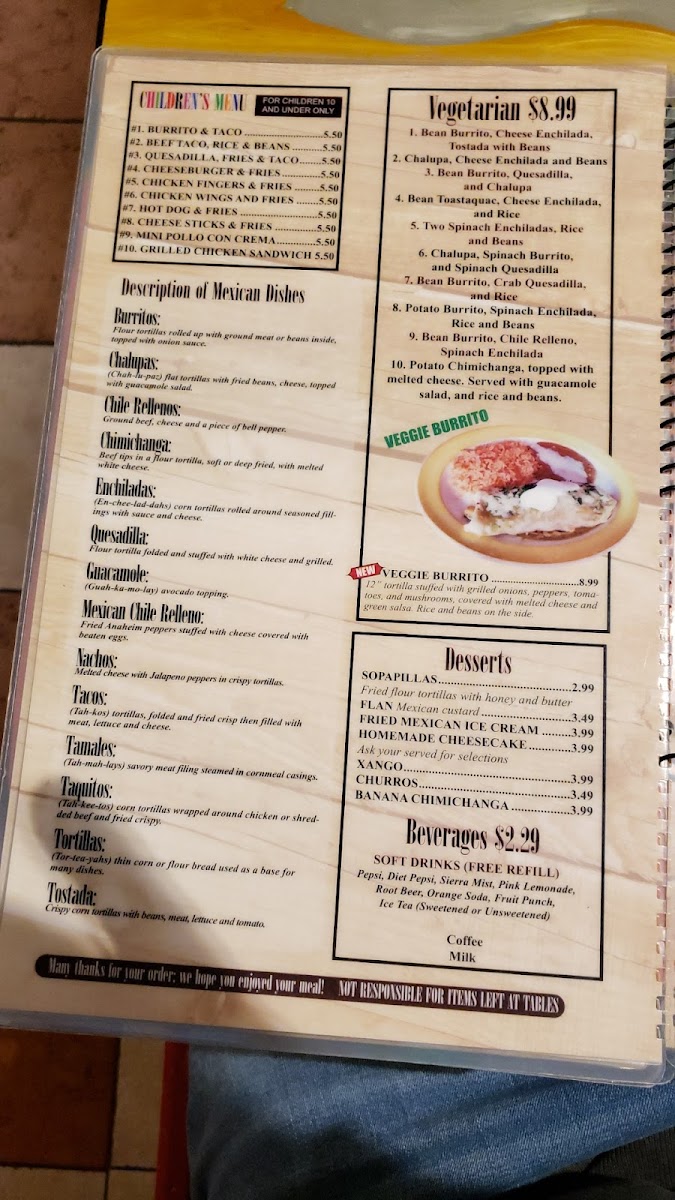 CHILDREN'S MENU
FOR CHILDREN 10
AND UNDER ONLY
#1. BURRITO & TACO ........................5.50
#2. BEEF TACO, RICE & BEANS ..............5.50
#3. QUESADILLA, FRIES & TACO.......5.50
#4. CHEESEBURGER & FRIES .............5.50
#5. CHICKEN FINGERS & FRIES ..........5.50
#6. CHICKEN WINGS AND FRIES .......5.50
#7. HOT DOG & FRIES ........................5.50
#8. CHEESE STICKS & FRIES ...............5.50
#9. MINI POLLO CON CREMA............5.50
#10. GRILLED CHICKEN SANDWICH 5.50
Description of Mexican Dishes
Burritos:
Flour tortillas rolled up with ground meat or beans inside,
topped with onion sauce.
Chalupas:
(Chah-lu-paz) flat tortillas with fried beans, cheese, topped
with guacamole salad.
Chile Rellenos:
Ground beef, cheese and a piece of bell pepper.
Chimichanga:
Beef tips in a flour tortilla, soft or deep fried, with melted
white cheese.
Enchiladas:
(En-chee-lad-dahs) corn tortillas rolled around seasoned fill-
ings with sauce and cheese.
Quesadilla:
Flour tortilla folded and stuffed with white cheese and grilled.
Guacamole:
(Guah-ka-mo-lay) avocado topping.
Mexican Chile Relleno:
Fried Anaheim peppers stuffed with cheese covered with
beaten eggs.
Nachos:
Melted cheese with Jalapeno peppers in crispy tortillas.
Tacos:
(Tah-kos) tortillas, folded and fried crisp then filled with
meat, lettuce and cheese.
Tamales:
(Tah-mah-lays) savory meat filing steamed in cornmeal casings.
Taquitos:
(Tah-kee-tos) corn tortillas wrapped around chicken or shred-
ded beef and fried crispy.
Tortillas:
(Tor-tea-yahs) thin corn or flour bread used as a base for
many dishes.
Tostada:
Crispy corn tortillas with beans, meat, lettuce and tomato.
Vegetarian $8.99
1. Bean Burrito, Cheese Enchilada,
Tostada with Beans
2. Chalupa, Cheese Enchilada and Beans
3. Bean Burrito, Quesadilla,
and Chalupa
4. Bean Toastaquac, Cheese Enchilada,
and Rice
5. Two Spinach Enchiladas, Rice
and Beans
6. Chalupa, Spinach Burrito,
and Spinach Quesadilla
7. Bean Burrito, Crab Quesadilla,
and Rice
8. Potato Burrito, Spinach Enchilada,
Rice and Beans
9. Bean Burrito, Chile Relleno,
Spinach Enchilada
10. Potato Chimichanga, topped with
melted cheese. Served with guacamole
salad, and rice and beans.
VEGGIE BURRITO
NEW VEGGIE BURRITO .......................8.99
12" tortilla stuffed with grilled onions, peppers, toma-
toes, and mushrooms, covered with melted cheese and
green salsa. Rice and beans on the side.
Desserts
SOPAPILLAS...................................2.99
Fried flour tortillas with honey and butter
FLAN Mexican custard .......................3.49
FRIED MEXICAN ICE CREAM ........3.99
HOMEMADE CHEESECAKE...........3.99
Ask your served for selections
XANGO...........................................3.99
CHURROS.......................................3.49
BANANA CHIMICHANGA...............3.99
Beverages $2.29
SOFT DRINKS (FREE REFILL)
Pepsi, Diet Pepsi, Sierra Mist, Pink Lemonade,
Root Beer, Orange Soda, Fruit Punch,
Ice Tea (Sweetened or Unsweetened)
Coffee
Milk
Many thanks for your order; we hope you enjoyed your meal! NOT RESPONSIBLE FOR ITEMS LEFT AT TABLES